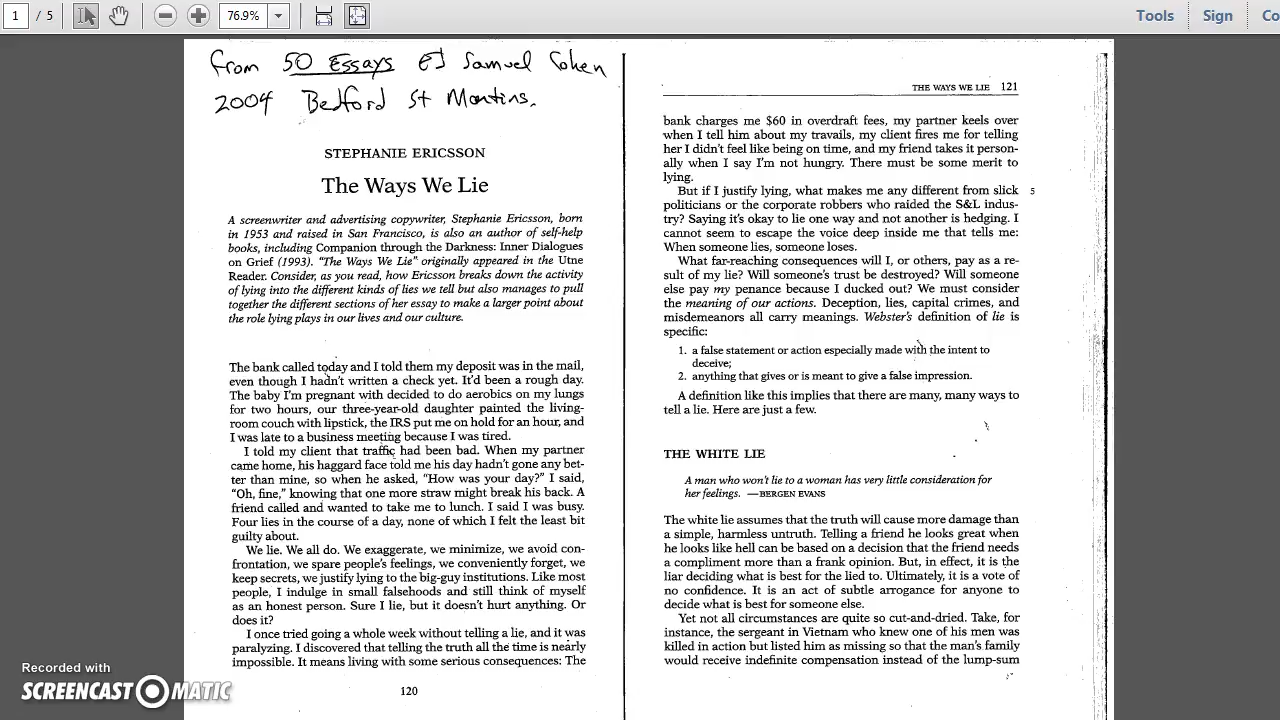 1 / 5
76.9%
Tools
Sign
Co
from 50 Essays Ed Samuel Cohen
2004 Bedford St Martins.
STEPHANIE ERICSSON
The Ways We Lie
A screenwriter and advertising copywriter, Stephanie Ericsson, born
in 1953 and raised in San Francisco, is also an author of self-help
books, including Companion through the Darkness: Inner Dialogues
on Grief (1993). "The Ways We Lie" originally appeared in the Utne
Reader. Consider, as you read, how Ericsson breaks down the activity
of lying into the different kinds of lies we tell but also manages to pull
together the different sections of her essay to make a larger point about
the role lying plays in our lives and our culture.
The bank called today and I told them my deposit was in the mail,
even though I hadn't written a check yet. It'd been a rough day.
The baby I'm pregnant with decided to do aerobics on my lungs
for two hours, our three-year-old daughter painted the living-
room couch with lipstick, the IRS put me on hold for an hour, and
I was late to a business meeting because I was tired.
I told my client that traffic had been bad. When my partner
came home, his haggard face told me his day hadn't gone any bet-
ter than mine, so when he asked, "How was your day?" I said,
"Oh, fine," knowing that one more straw might break his back. A
friend called and wanted to take me to lunch. I said I was busy.
Four lies in the course of a day, none of which I felt the least bit
guilty about.
We lie. We all do. We exaggerate, we minimize, we avoid con-
frontation, we spare people's feelings, we conveniently forget, we
keep secrets, we justify lying to the big-guy institutions. Like most
people, I indulge in small falsehoods and still think of myself
as an honest person. Sure I lie, but it doesn't hurt anything. Or
does it?
I once tried going a whole week without telling a lie, and it was
paralyzing. I discovered that telling the truth all the time is nearly
impossible. It means living with some serious consequences: The
120
THE WAYS WE LIE 121
bank charges me $60 in overdraft fees, my partner keels over
when I tell him about my travails, my client fires me for telling
her I didn't feel like being on time, and my friend takes it person-
ally when I say I'm not hungry. There must be some merit to
lying.
But if I justify lying, what makes me any different from slick 5
politicians or the corporate robbers who raided the S&L indus-
try? Saying it's okay to lie one way and not another is hedging. I
cannot seem to escape the voice deep inside me that tells me:
When someone lies, someone loses.
What far-reaching consequences will I, or others, pay as a re-
sult of my lie? Will someone's trust be destroyed? Will someone
else pay my penance because I ducked out? We must consider
the meaning of our actions. Deception, lies, capital crimes, and
misdemeanors all carry meanings. Webster's definition of lie is
specific:
1. a false statement or action especially made with the intent to
deceive;
2. anything that gives or is meant to give a false impression.
A definition like this implies that there are many, many ways to
tell a lie. Here are just a few.
THE WHITE LIE
A man who won't lie to a woman has very little consideration for
her feelings. —BERGEN EVANS
The white lie assumes that the truth will cause more damage than
a simple, harmless untruth. Telling a friend he looks great when
he looks like hell can be based on a decision that the friend needs
a compliment more than a frank opinion. But, in effect, it is the
liar deciding what is best for the lied to. Ultimately, it is a vote of
no confidence. It is an act of subtle arrogance for anyone to
decide what is best for someone else.
Yet not all circumstances are quite so cut-and-dried. Take, for
instance, the sergeant in Vietnam who knew one of his men was
killed in action but listed him as missing so that the man's family
would receive indefinite compensation instead of the lump-sum
Recorded with
SCREENCAST MATIC